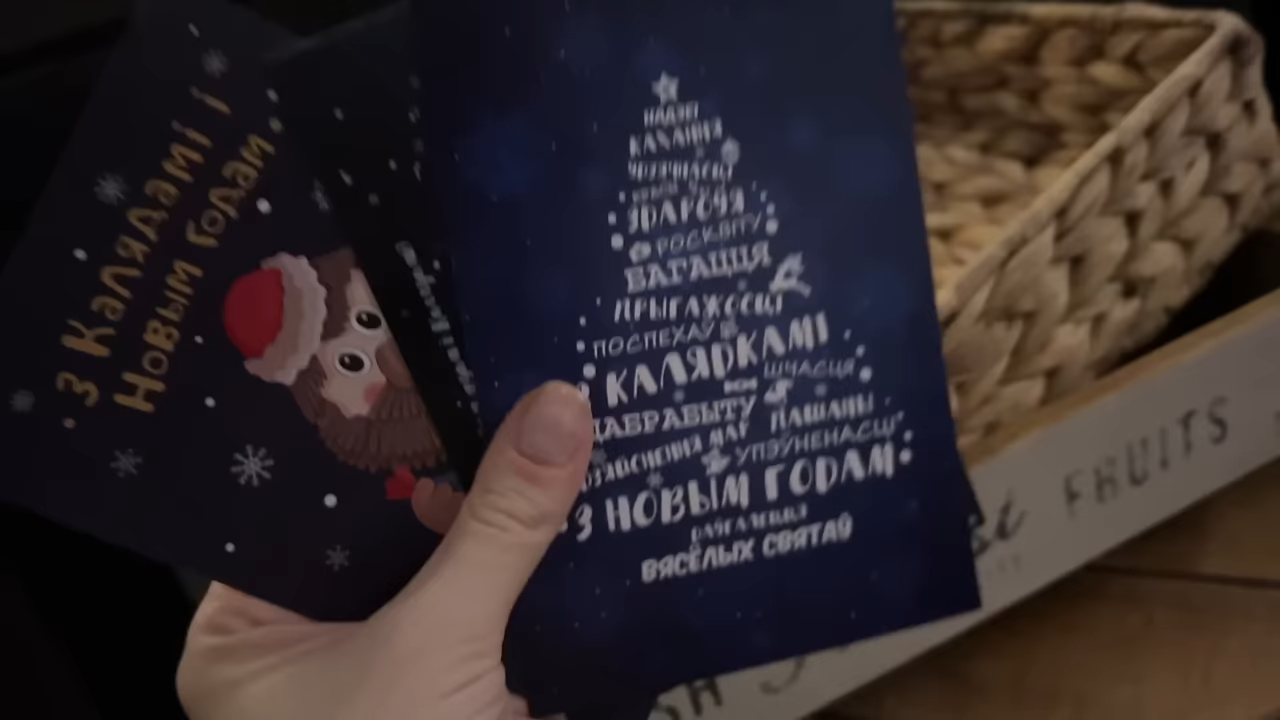 З Калядамі і
Новым Годам
НАДЗЕІ
КАХАННЯ
ЗДАРОЎЯ
РОСКВІТУ
БАГАЦЦЯ
ПРЫГАЖОСЦІ
ПОСПЕХАЎ
КАЛЯДКАМІ
ШЧАСЦЯ
ДАБРАБЫТУ ПАШАНЫ
МАР УПЭЎНЕНАСЦІ
З НОВЫМ ГОДАМ
ВЯСЁЛЫХ СВЯТАЎ
FRUITS